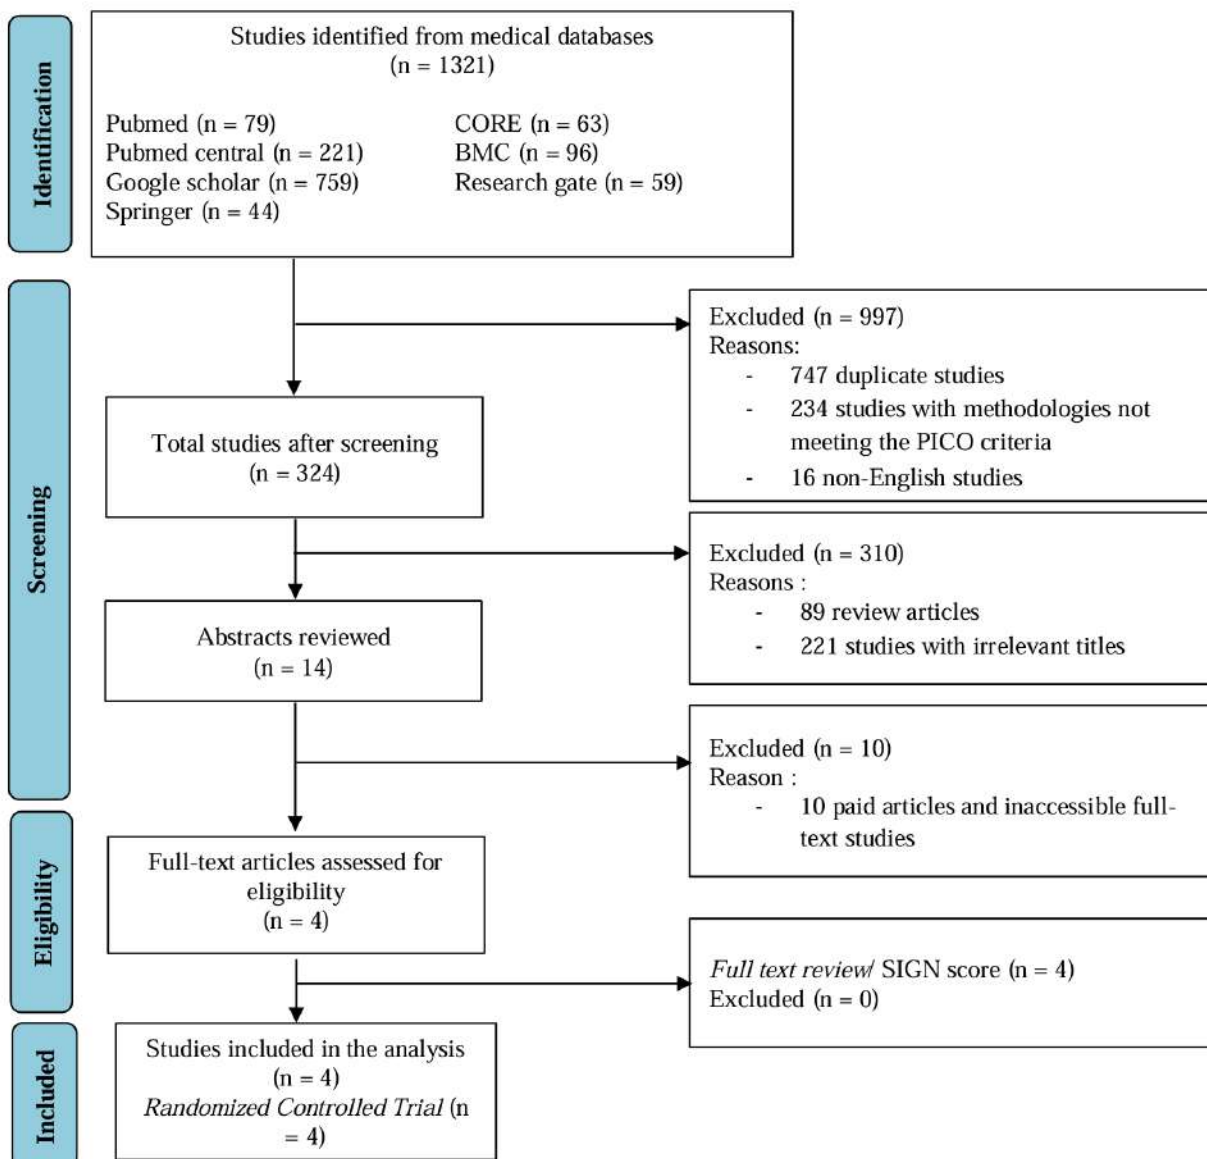 Identification
Studies identified from medical databases
(n = 1321)
Pubmed (n = 79)
Pubmed central (n = 221)
Google scholar (n = 759)
Springer (n = 44)
CORE (n = 63)
BMC (n = 96)
Research gate (n = 59)
Screening
Excluded (n = 997)
Reasons:
- 747 duplicate studies
- 234 studies with methodologies not
meeting the PICO criteria
- 16 non-English studies
Total studies after screening
(n = 324)
Excluded (n = 310)
Reasons :
- 89 review articles
- 221 studies with irrelevant titles
Abstracts reviewed
(n = 14)
Excluded (n = 10)
Reason :
- 10 paid articles and inaccessible full-
text studies
Eligibility
Full-text articles assessed for
eligibility
(n = 4)
Full text review/ SIGN score (n = 4)
Excluded (n = 0)
Included
Studies included in the analysis
(n = 4)
Randomized Controlled Trial (n
= 4)